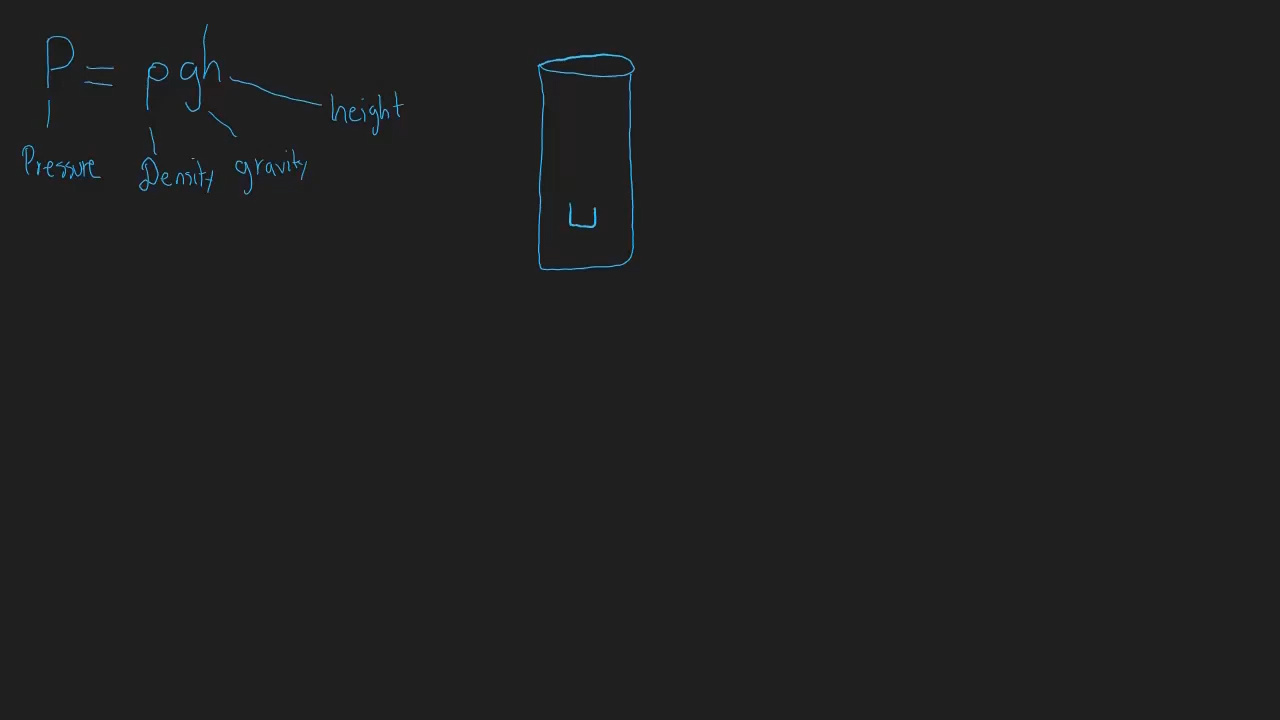 P = ρgh
height
Pressure Density gravity